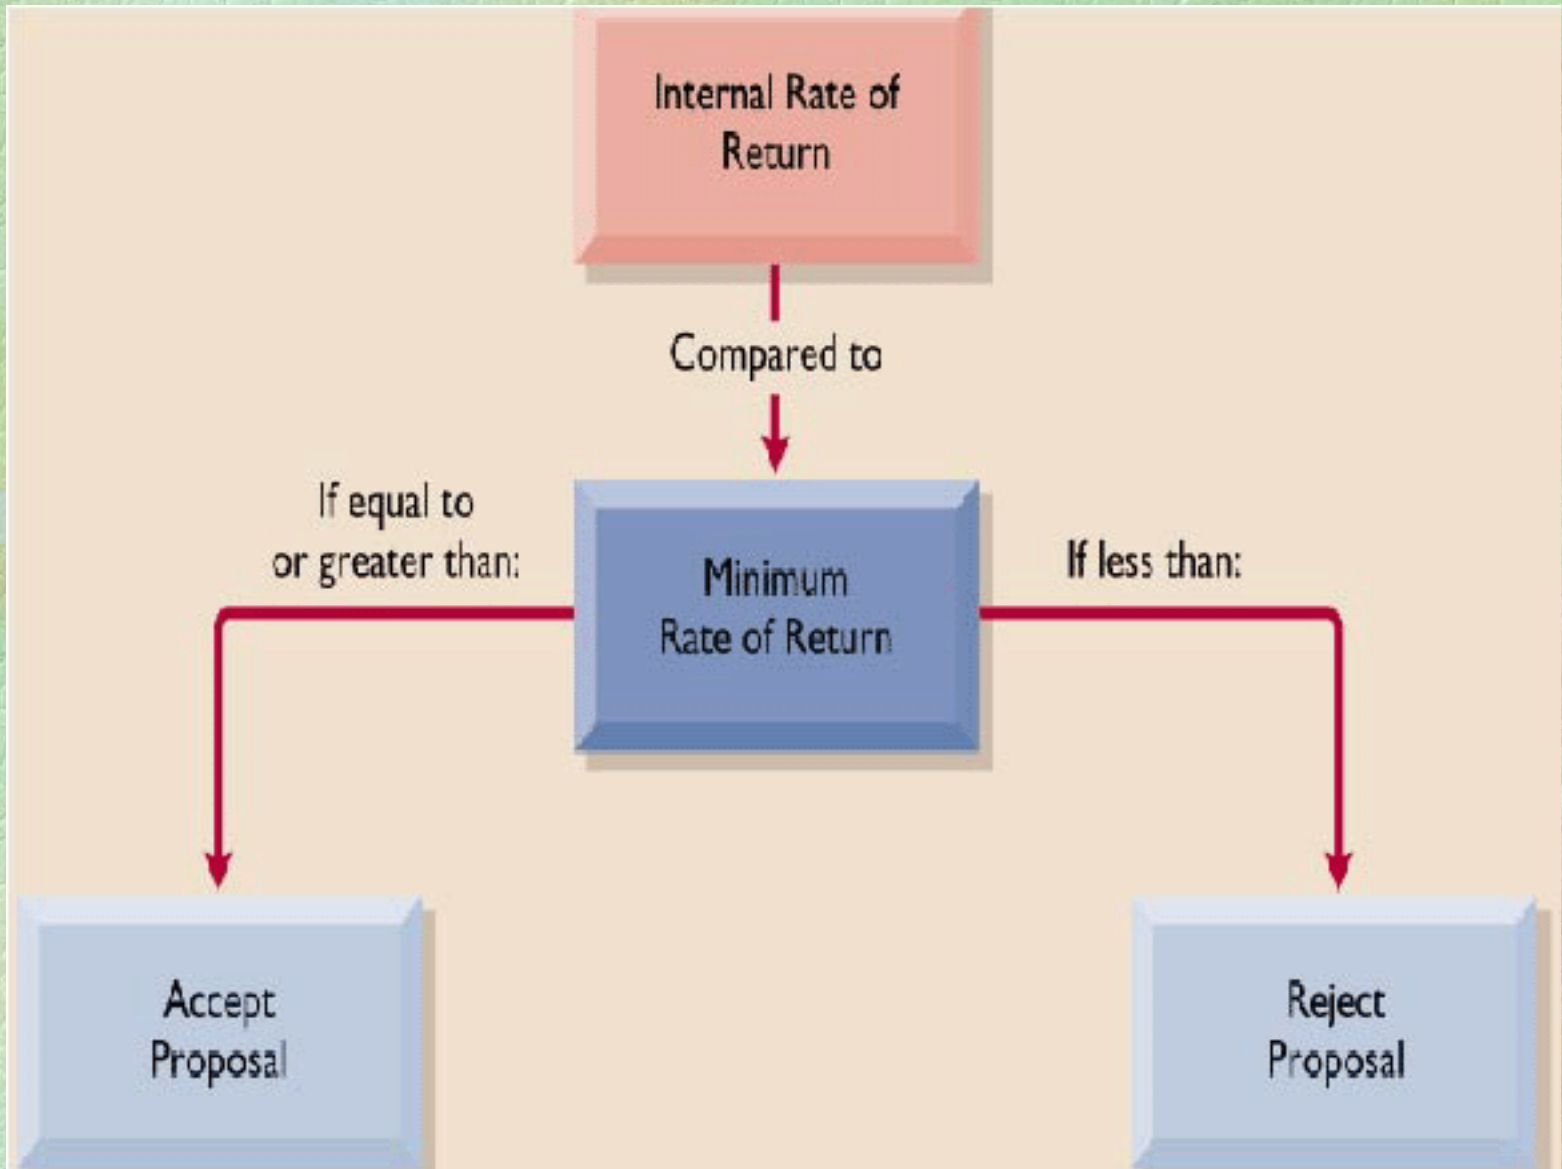 Internal Rate of
Return
Compared to
If equal to
or greater than:
Minimum
Rate of Return
If less than:
Accept
Proposal
Reject
Proposal